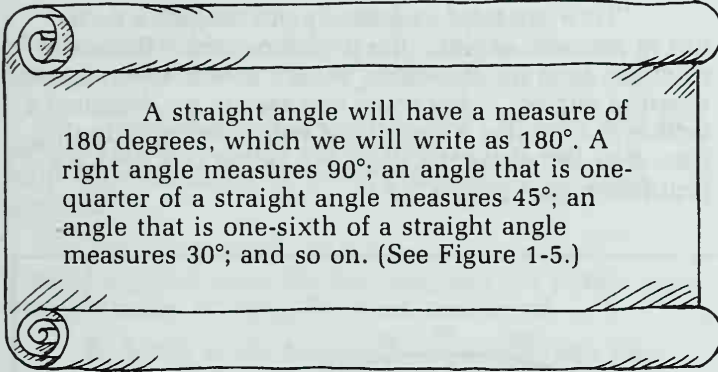 A straight angle will have a measure of
180 degrees, which we will write as 180°. A
right angle measures 90°; an angle that is one-
quarter of a straight angle measures 45°; an
angle that is one-sixth of a straight angle
measures 30°; and so on. (See Figure 1-5.)